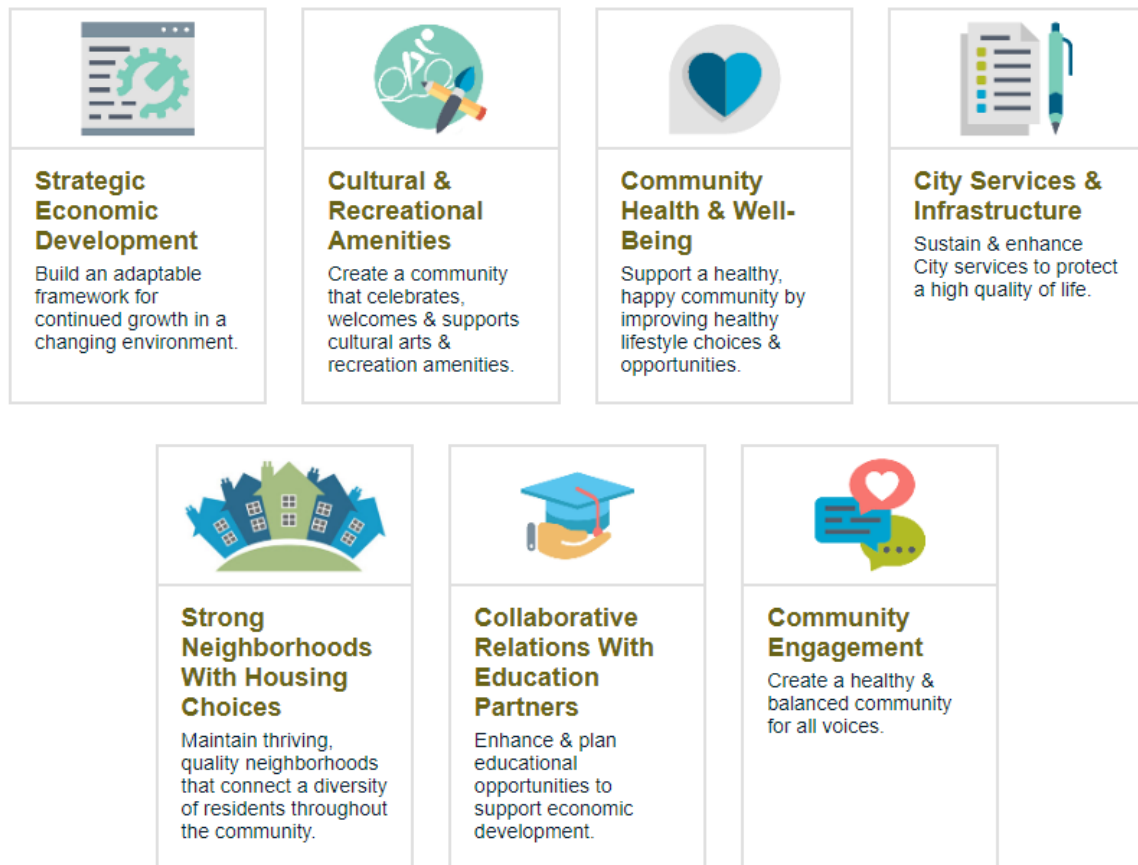 Strategic
Economic
Development
Build an adaptable
framework for
continued growth in a
changing environment.
Cultural &
Recreational
Amenities
Create a community
that celebrates,
welcomes & supports
cultural arts &
recreation amenities.
Community
Health & Well-
Being
Support a healthy,
happy community by
improving healthy
lifestyle choices &
opportunities.
City Services &
Infrastructure
Sustain & enhance
City services to protect
a high quality of life.
Strong
Neighborhoods
With Housing
Choices
Maintain thriving,
quality neighborhoods
that connect a diversity
of residents throughout
the community.
Collaborative
Relations With
Education
Partners
Enhance & plan
educational
opportunities to
support economic
development.
Community
Engagement
Create a healthy &
balanced community
for all voices.